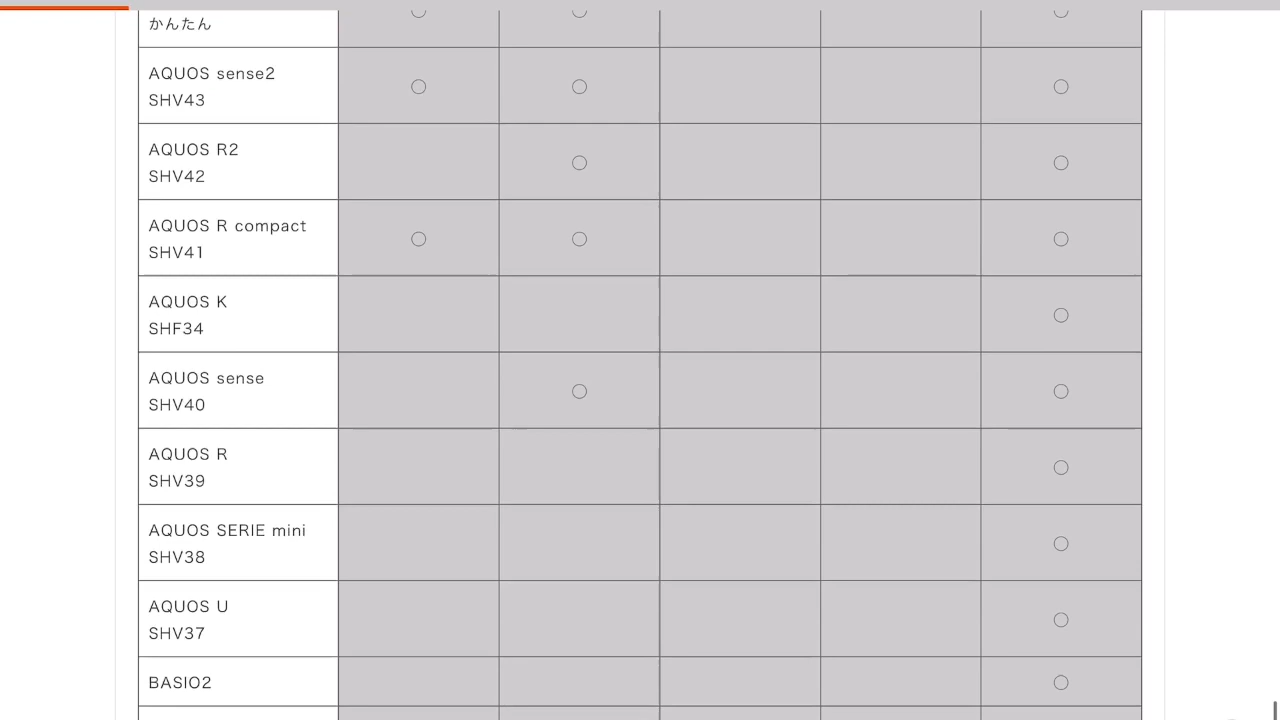 かんたん ○ ○ ○
AQUOS sense2
SHV43 ○ ○ ○
AQUOS R2
SHV42 ○ ○
AQUOS R compact
SHV41 ○ ○ ○
AQUOS K
SHF34 ○
AQUOS sense
SHV40 ○ ○
AQUOS R
SHV39 ○
AQUOS SERIE mini
SHV38 ○
AQUOS U
SHV37 ○
BASIO2 ○